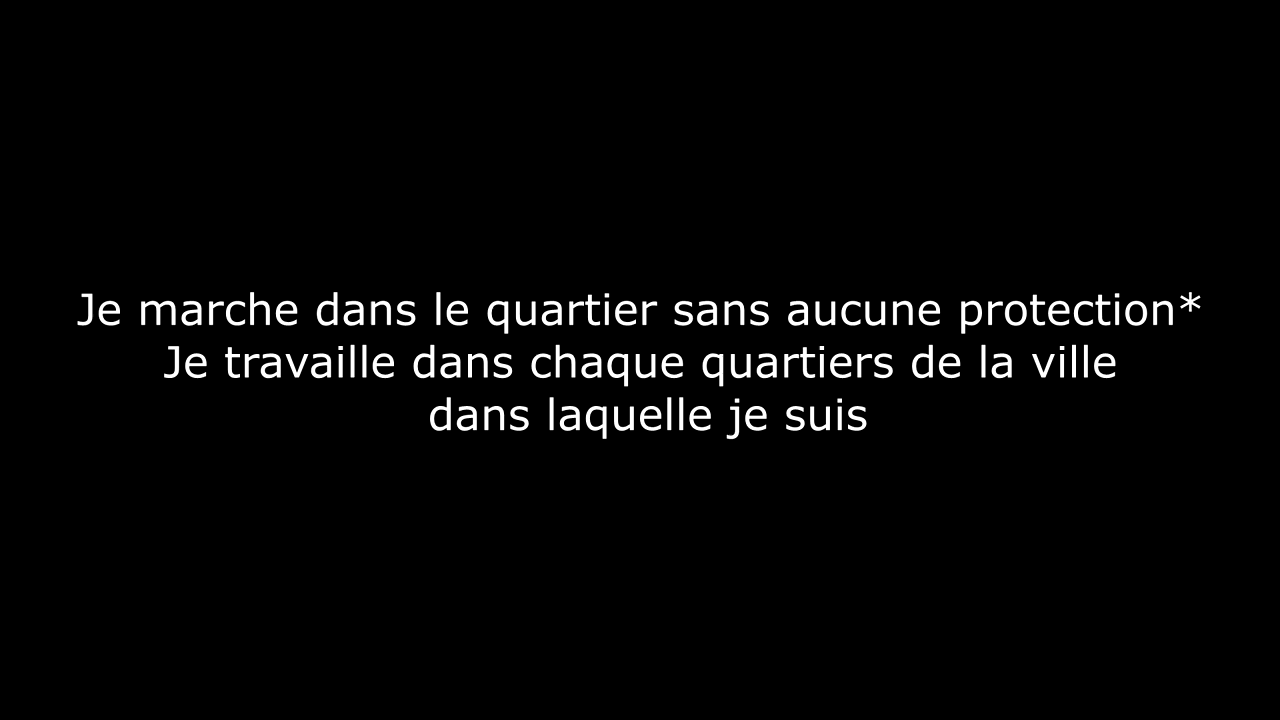 Je marche dans le quartier sans aucune protection*
Je travaille dans chaque quartiers de la ville
dans laquelle je suis